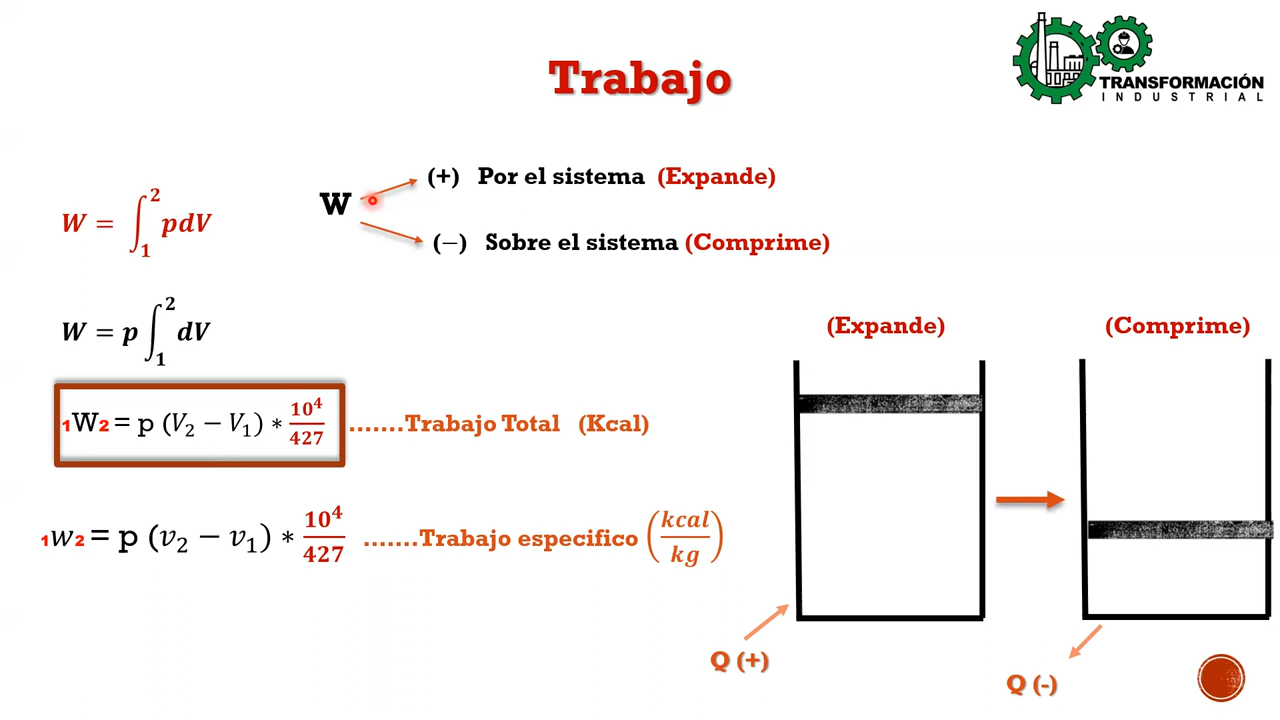 Trabajo
TRANSFORMACIÓN
INDUSTRIAL
W = ∫₁² pdV
W
(+) Por el sistema (Expande)
(−) Sobre el sistema (Comprime)
W = p ∫₁² dV
₁W₂ = p (V₂ − V₁) ∗ 10⁴/427 .......Trabajo Total (Kcal)
₁w₂ = p (v₂ − v₁) ∗ 10⁴/427 .......Trabajo especifico (kcal/kg)
(Expande)
(Comprime)
Q (+)
Q (-)